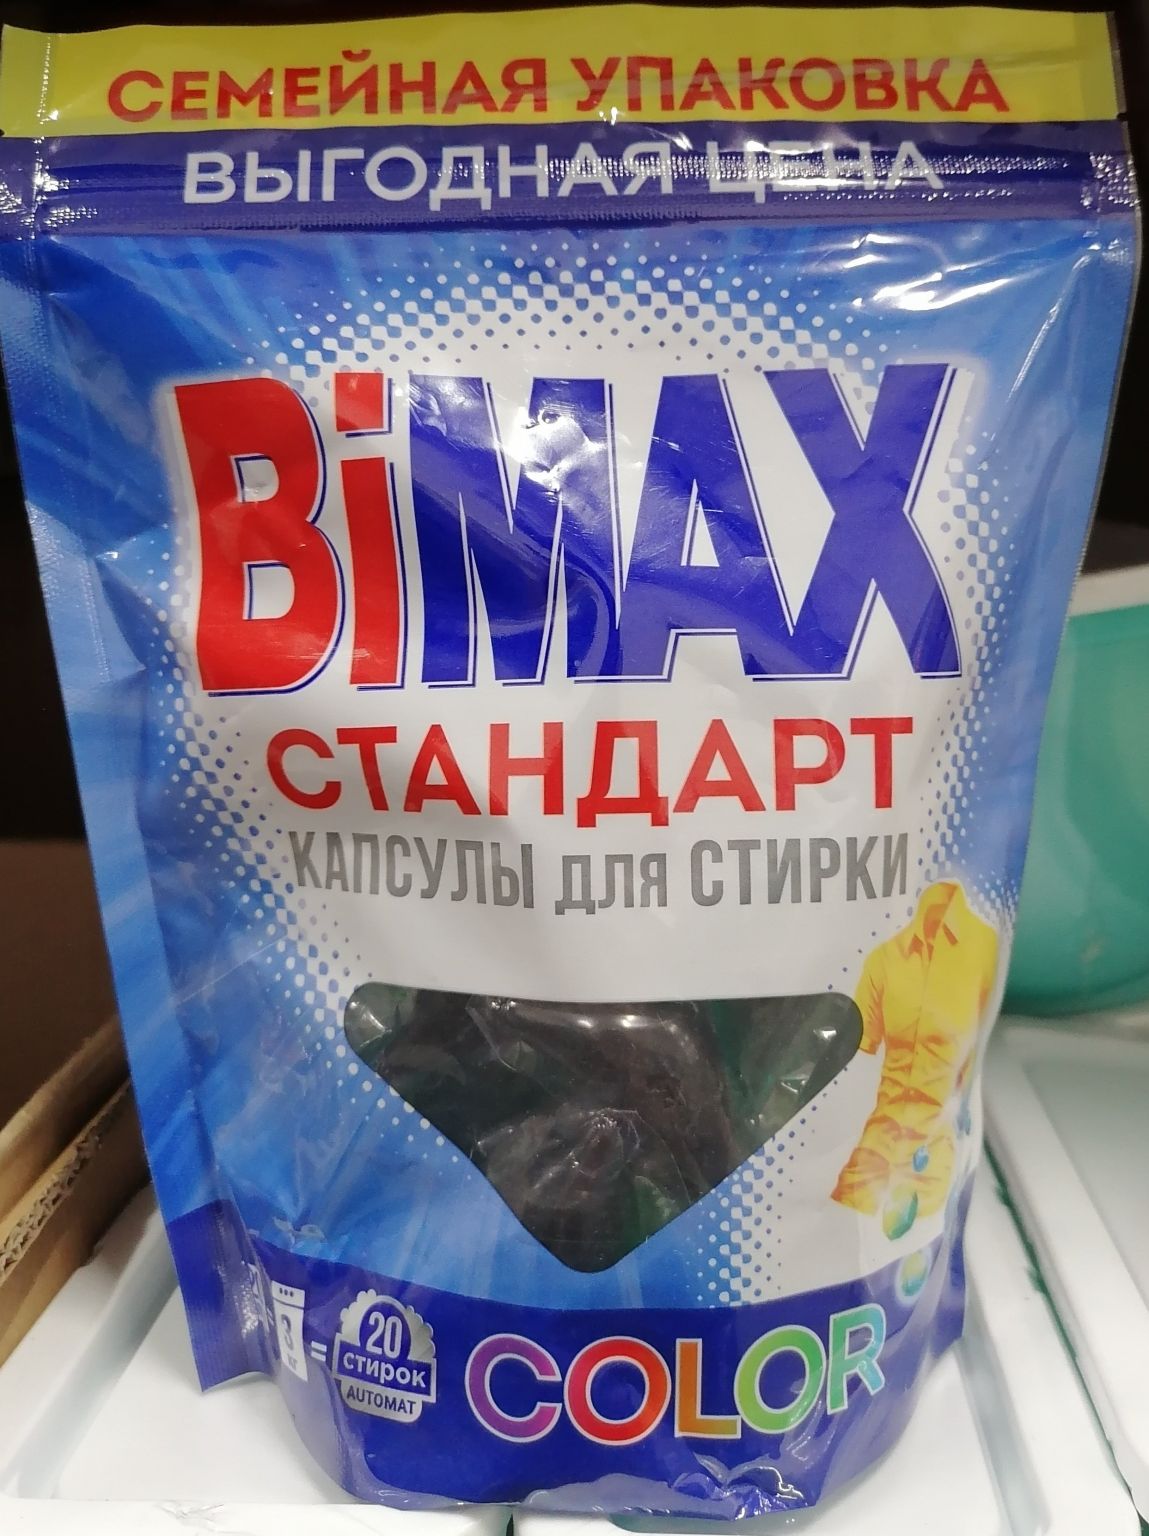 СЕМЕЙНАЯ УПАКОВКА
ВЫГОДНАЯ ЦЕНА
BiMAX
СТАНДАРТ
КАПСУЛЫ для СТИРКИ
=
20
стирок
AUTOMAT
COLOR